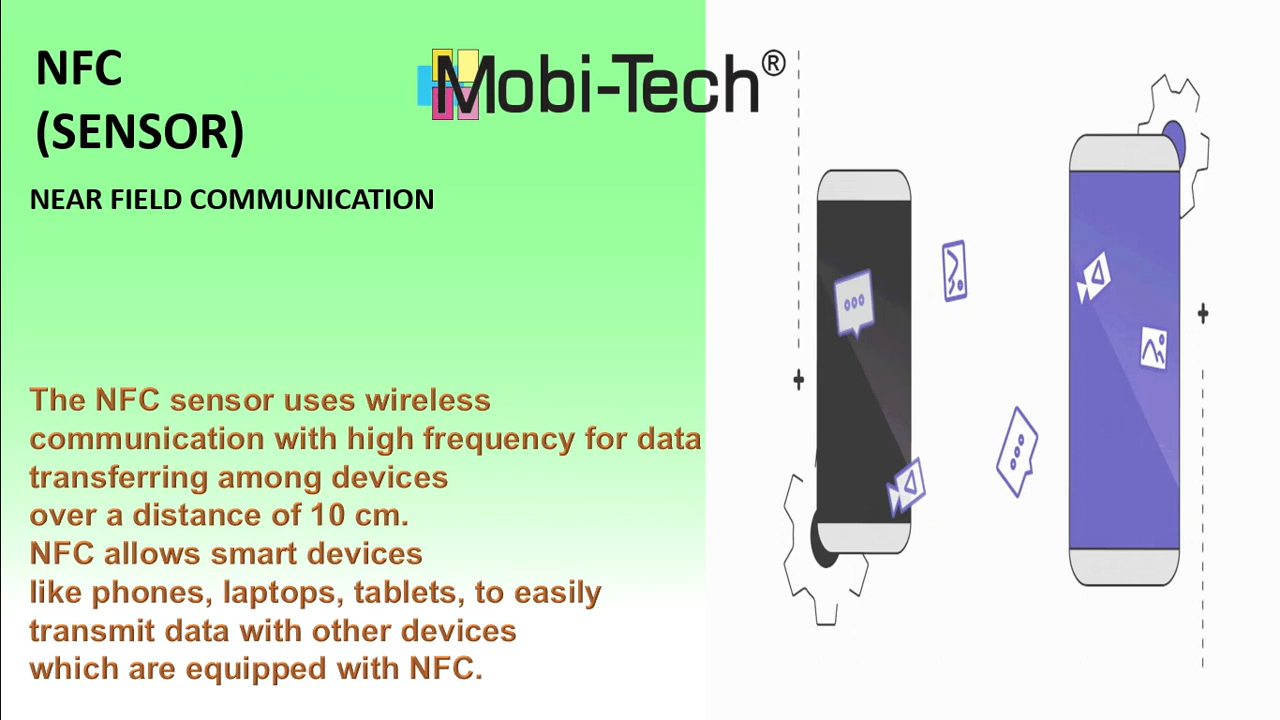 NFC
(SENSOR)
Mobi-Tech®
NEAR FIELD COMMUNICATION
The NFC sensor uses wireless
communication with high frequency for data
transferring among devices
over a distance of 10 cm.
NFC allows smart devices
like phones, laptops, tablets, to easily
transmit data with other devices
which are equipped with NFC.